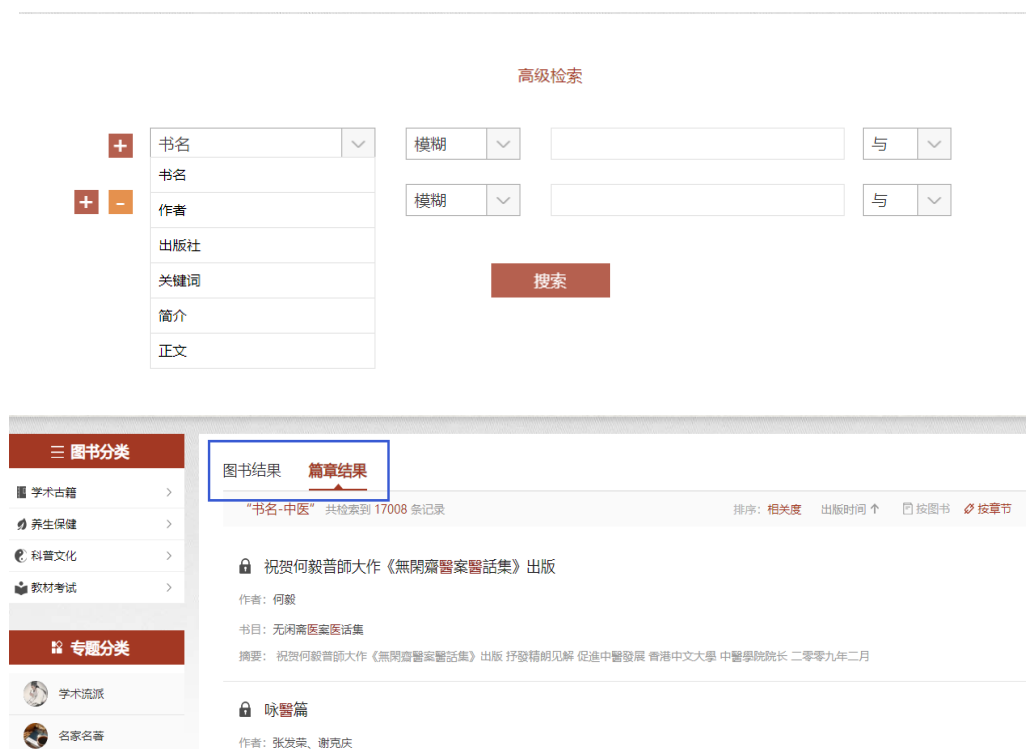 高级检索
+ 书名 模糊 与
书名
+ - 作者 模糊 与
出版社
关键词 搜索
简介
正文
图书分类
学术古籍
养生保健
科普文化
教材考试
专题分类
学术流派
名家名著
图书结果 篇章结果
“书名-中医” 共检索到 17008 条记录 排序: 相关度 出版时间 按图书 按章节
祝贺何毅普師大作《無閑齋醫案醫話集》出版
作者: 何毅
书目: 无闲斋医案医话集
摘要: 祝贺何毅普師大作《無閑齋醫案醫話集》出版 抒發精朗见解 促進中醫發展 香港中文大學 中醫學院院长 二零零九年二月
咏醫篇
作者: 张发荣、谢克庆